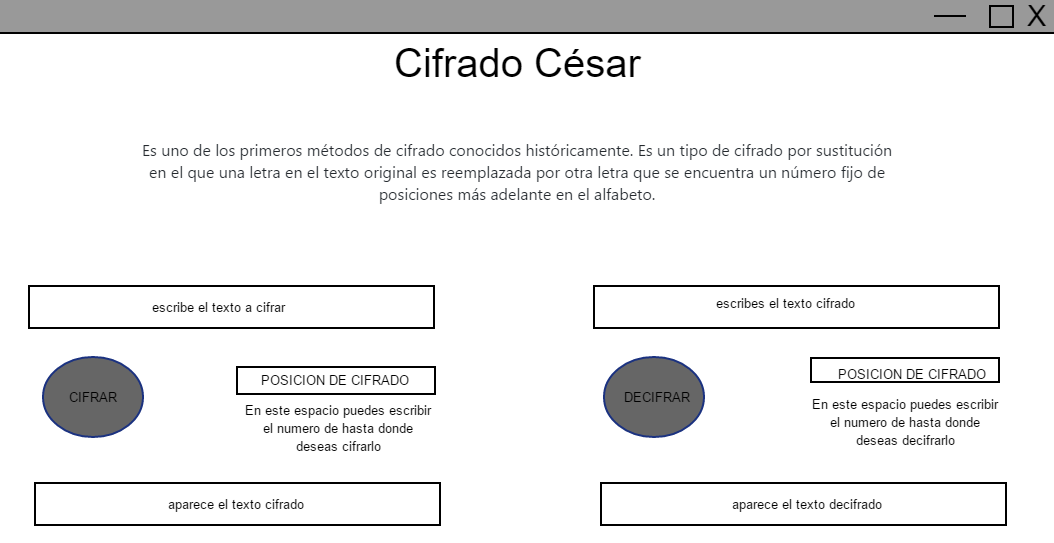 X
Cifrado César
Es uno de los primeros métodos de cifrado conocidos históricamente. Es un tipo de cifrado por sustitución
en el que una letra en el texto original es reemplazada por otra letra que se encuentra un número fijo de
posiciones más adelante en el alfabeto.
escribe el texto a cifrar
CIFRAR
POSICION DE CIFRADO
En este espacio puedes escribir
el numero de hasta donde
deseas cifrarlo
aparece el texto cifrado
escribes el texto cifrado
DECIFRAR
POSICION DE CIFRADO
En este espacio puedes escribir
el numero de hasta donde
deseas decifrarlo
aparece el texto decifrado